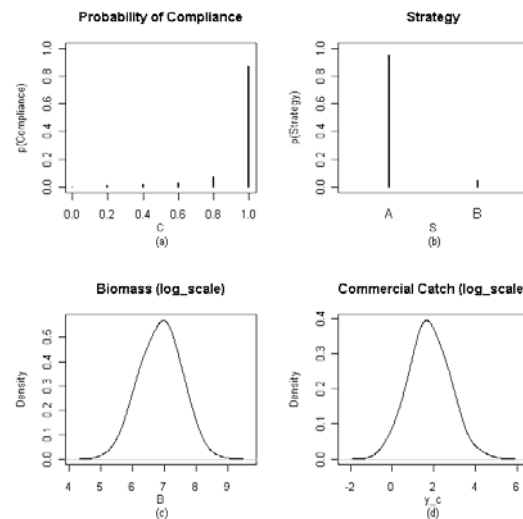 Probability of Compliance
p(Compliance)
0.0 0.2 0.4 0.6 0.8 1.0
0.0 0.2 0.4 0.6 0.8 1.0
C
(a)
Strategy
p(Strategy)
0.0 0.2 0.4 0.6 0.8 1.0
A B
S
(b)
Biomass (log_scale)
Density
0.0 0.1 0.2 0.3 0.4 0.5
4 5 6 7 8 9
B
(c)
Commercial Catch (log_scale
Density
0.0 0.1 0.2 0.3 0.4
-2 0 2 4 6
y_c
(d)